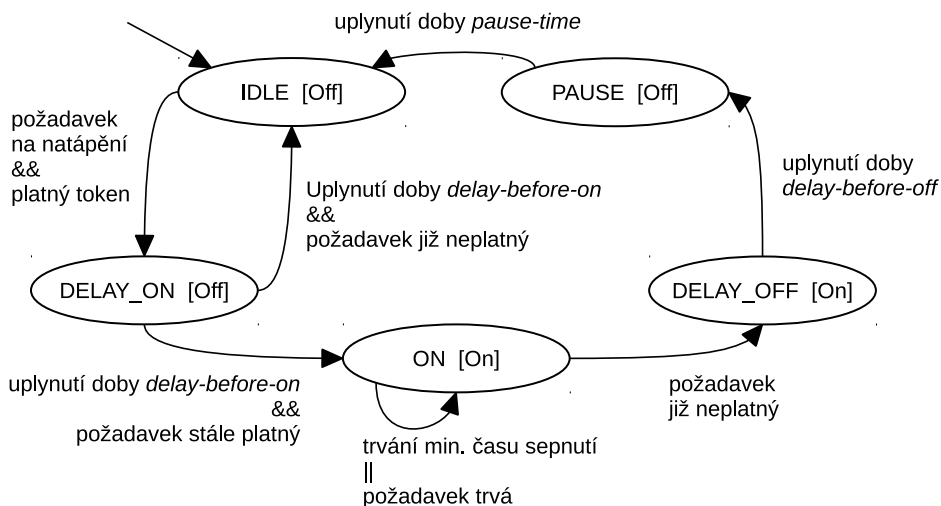 uplynutí doby pause-time
IDLE [Off]
PAUSE [Off]
požadavek
na natápění
&&
platný token
Uplynutí doby delay-before-on
&&
požadavek již neplatný
uplynutí doby
delay-before-off
DELAY_ON [Off]
DELAY_OFF [On]
ON [On]
uplynutí doby delay-before-on
&&
požadavek stále platný
požadavek
již neplatný
trvání min. času sepnutí
||
požadavek trvá